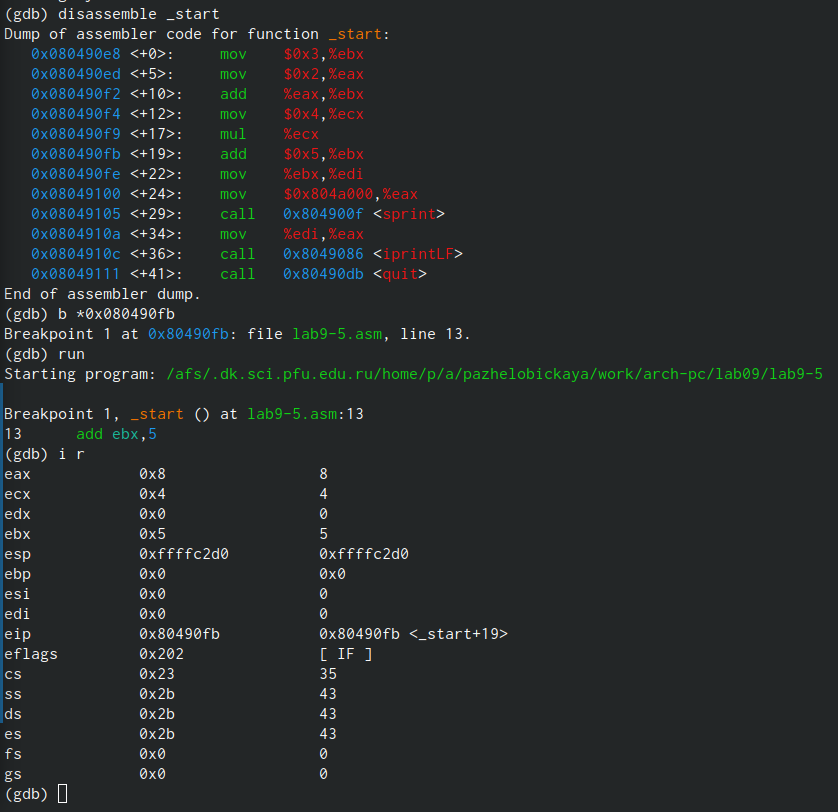 (gdb) disassemble _start
Dump of assembler code for function _start:
   0x080490e8 <+0>:     mov    $0x3,%ebx
   0x080490ed <+5>:     mov    $0x2,%eax
   0x080490f2 <+10>:    add    %eax,%ebx
   0x080490f4 <+12>:    mov    $0x4,%ecx
   0x080490f9 <+17>:    mul    %ecx
   0x080490fb <+19>:    add    $0x5,%ebx
   0x080490fe <+22>:    mov    %ebx,%edi
   0x08049100 <+24>:    mov    $0x804a000,%eax
   0x08049105 <+29>:    call   0x804900f <sprint>
   0x0804910a <+34>:    mov    %edi,%eax
   0x0804910c <+36>:    call   0x8049086 <iprintLF>
   0x08049111 <+41>:    call   0x80490db <quit>
End of assembler dump.
(gdb) b *0x080490fb
Breakpoint 1 at 0x80490fb: file lab9-5.asm, line 13.
(gdb) run
Starting program: /afs/.dk.sci.pfu.edu.ru/home/p/a/pazhelobickaya/work/arch-pc/lab09/lab9-5

Breakpoint 1, _start () at lab9-5.asm:13
13      add ebx,5
(gdb) i r
eax            0x8                 8
ecx            0x4                 4
edx            0x0                 0
ebx            0x5                 5
esp            0xffffc2d0          0xffffc2d0
ebp            0x0                 0x0
esi            0x0                 0
edi            0x0                 0
eip            0x80490fb           0x80490fb <_start+19>
eflags         0x202               [ IF ]
cs             0x23                35
ss             0x2b                43
ds             0x2b                43
es             0x2b                43
fs             0x0                 0
gs             0x0                 0
(gdb)